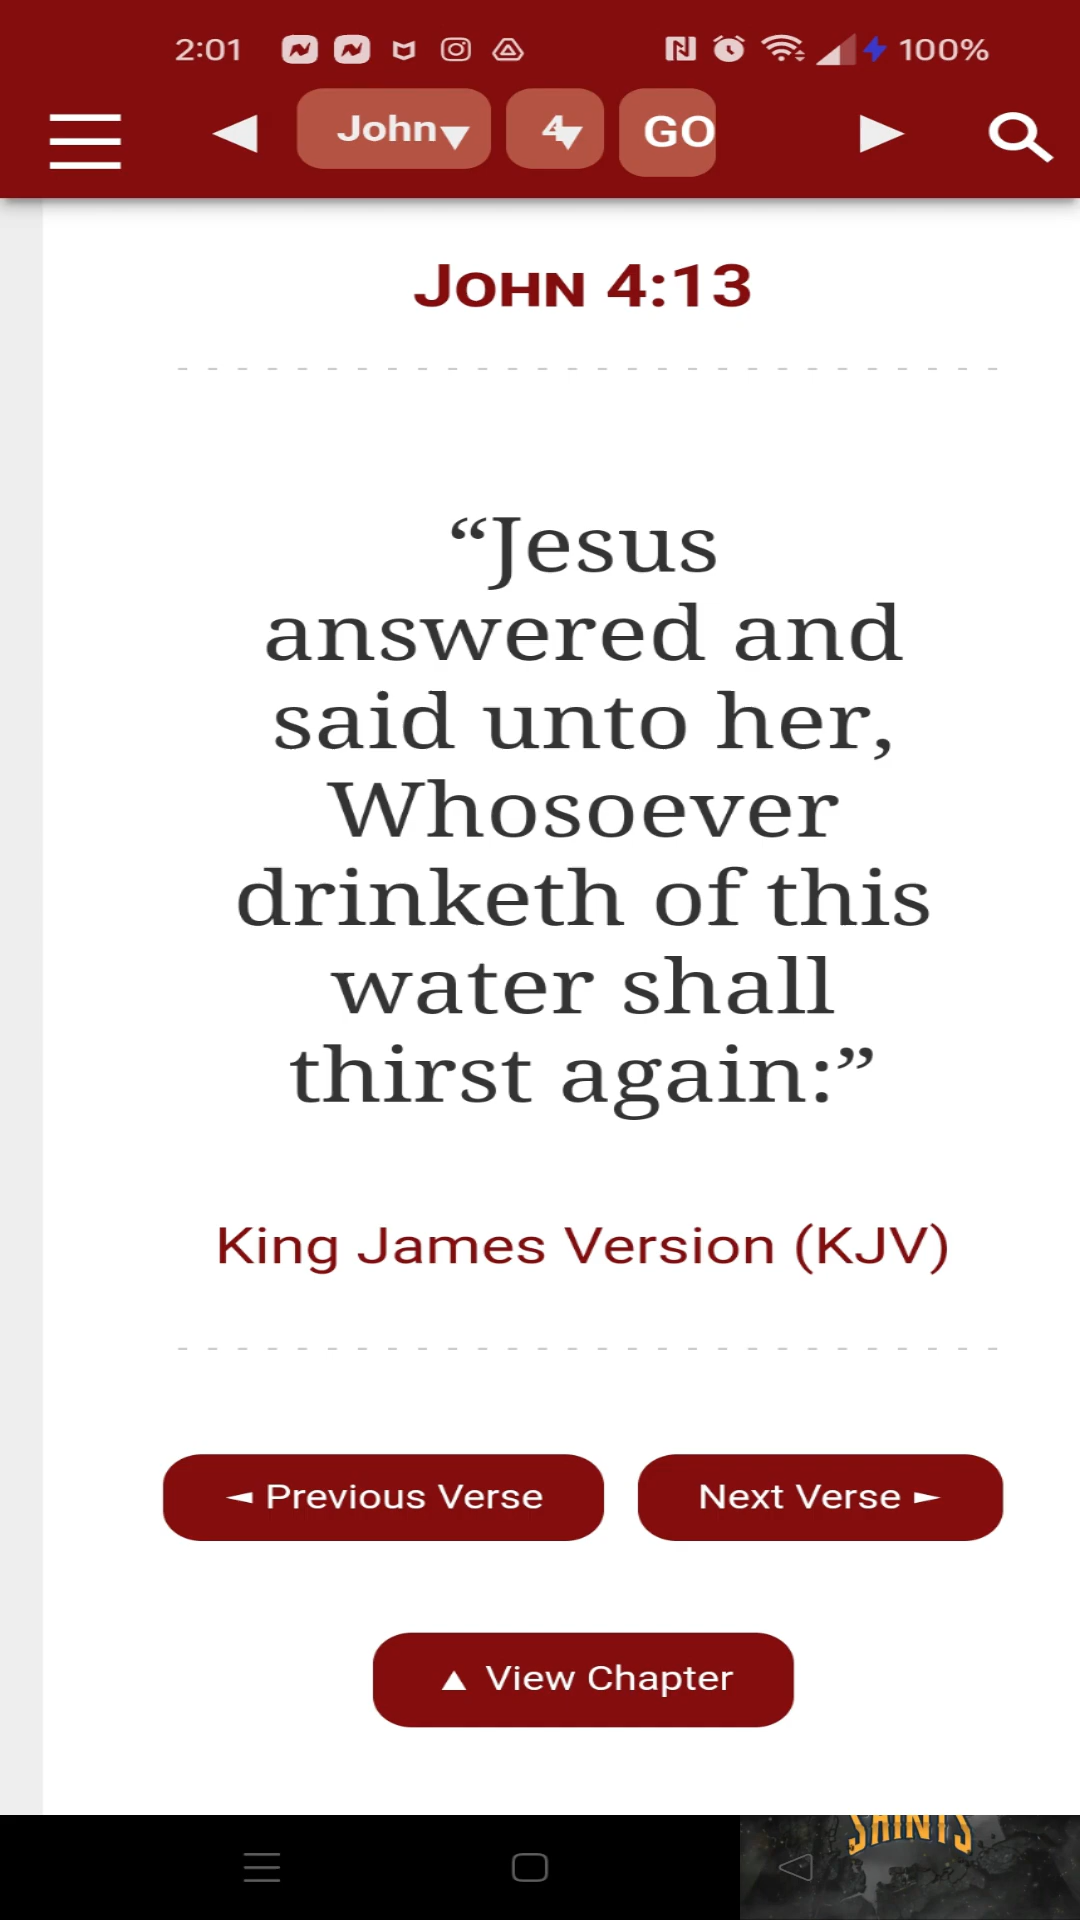 2:01 100%
John 4 GO
John 4:13
“Jesus
answered and
said unto her,
Whosoever
drinketh of this
water shall
thirst again:”
King James Version (KJV)
◄ Previous Verse Next Verse ►
▲ View Chapter
SAINTS